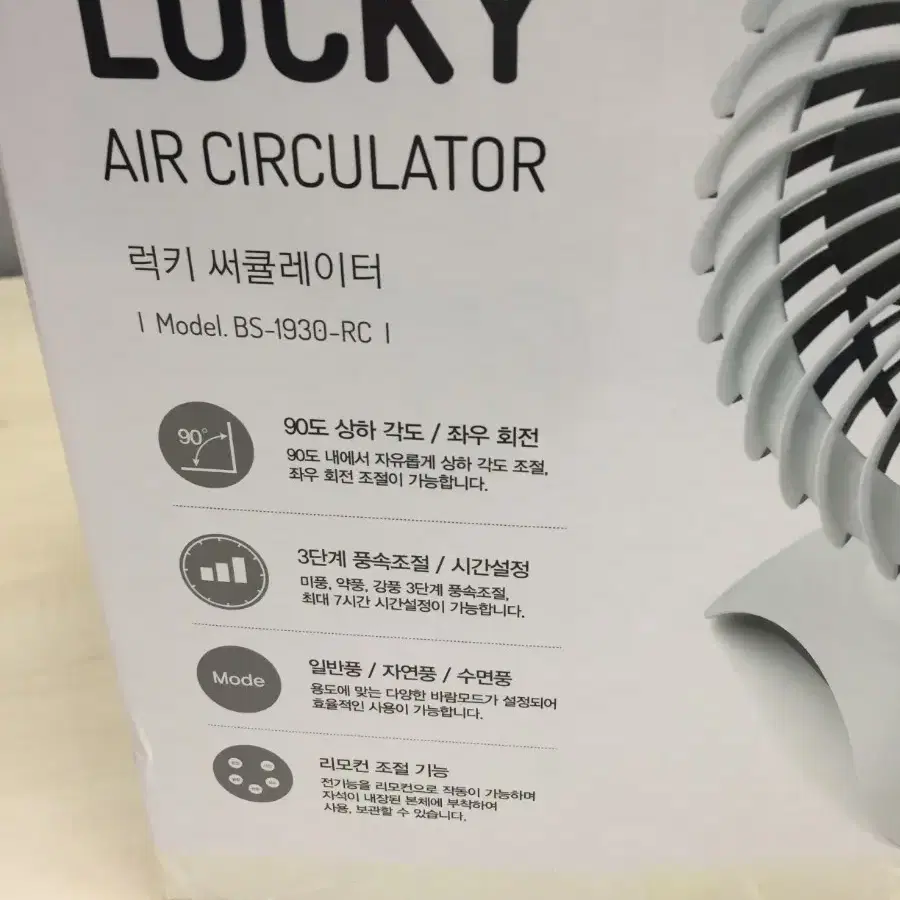 LUCKY
AIR CIRCULATOR
럭키 써큘레이터
| Model. BS-1930-RC |
90°
90도 상하 각도 / 좌우 회전
90도 내에서 자유롭게 상하 각도 조절,
좌우 회전 조절이 가능합니다.
3단계 풍속조절 / 시간설정
미풍, 약풍, 강풍 3단계 풍속조절,
최대 7시간 시간설정이 가능합니다.
Mode
일반풍 / 자연풍 / 수면풍
용도에 맞는 다양한 바람모드가 설정되어
효율적인 사용이 가능합니다.
리모컨 조절 기능
전기능을 리모컨으로 작동이 가능하며
자석이 내장된 본체에 부착하여
사용, 보관할 수 있습니다.